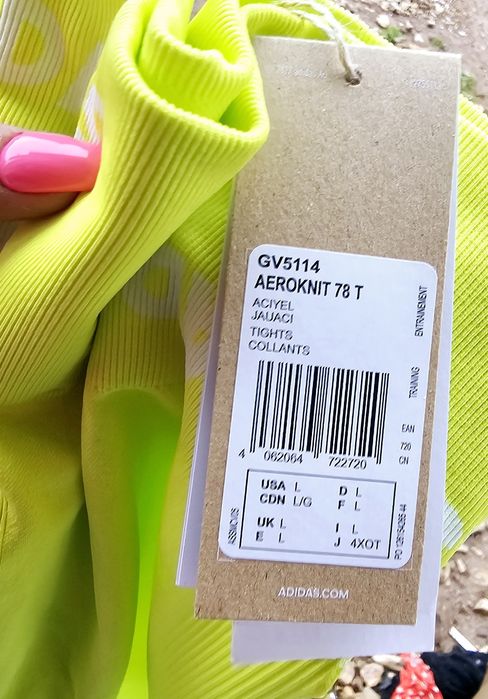 GV5114
AEROKNIT 78 T
ACIYEL
JAUACI
TIGHTS
COLLANTS
ENTRAINEMENT
TRAINING
EAN
720
CN
4 062064 722720
USA L D L
CDN L/G F L
UK L I L
E L J 4XOT
ADIDAS.COM